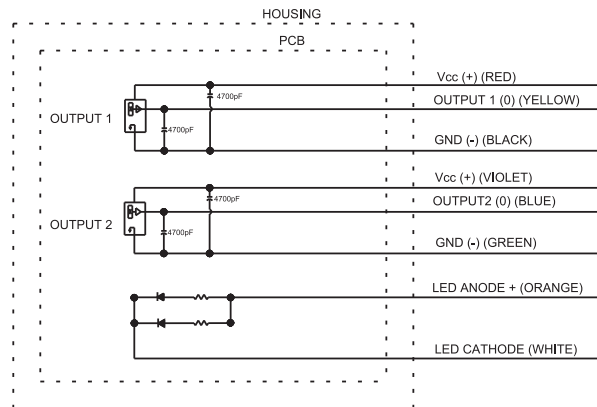 HOUSING
PCB
Vcc (+) (RED)
4700pF
OUTPUT 1 (0) (YELLOW)
OUTPUT 1
4700pF
GND (-) (BLACK)
Vcc (+) (VIOLET)
4700pF
OUTPUT2 (0) (BLUE)
OUTPUT 2
4700pF
GND (-) (GREEN)
LED ANODE + (ORANGE)
LED CATHODE (WHITE)